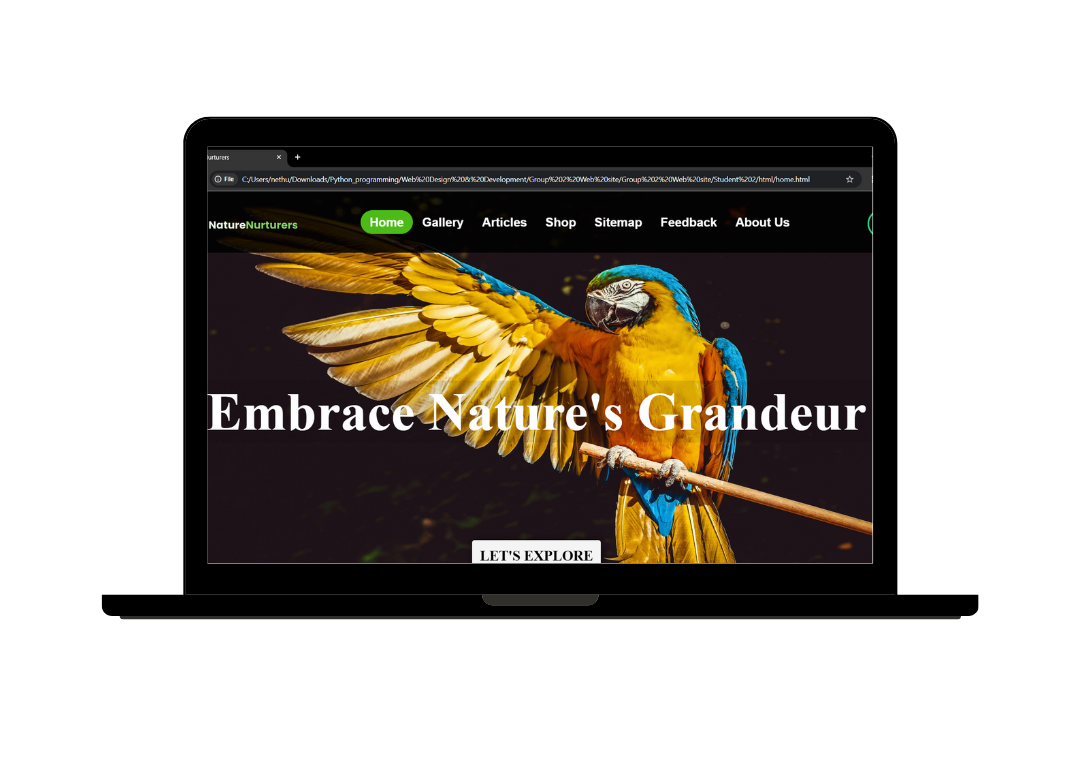 urturers
File C:/Users/nethu/Downloads/Python_programming/Web%20Design%20&%20Development/Group%202%20Web%20site/Group%202%20Web%20site/Student%202/html/home.html
NatureNurturers Home Gallery Articles Shop Sitemap Feedback About Us
Embrace Nature's Grandeur
LET'S EXPLORE